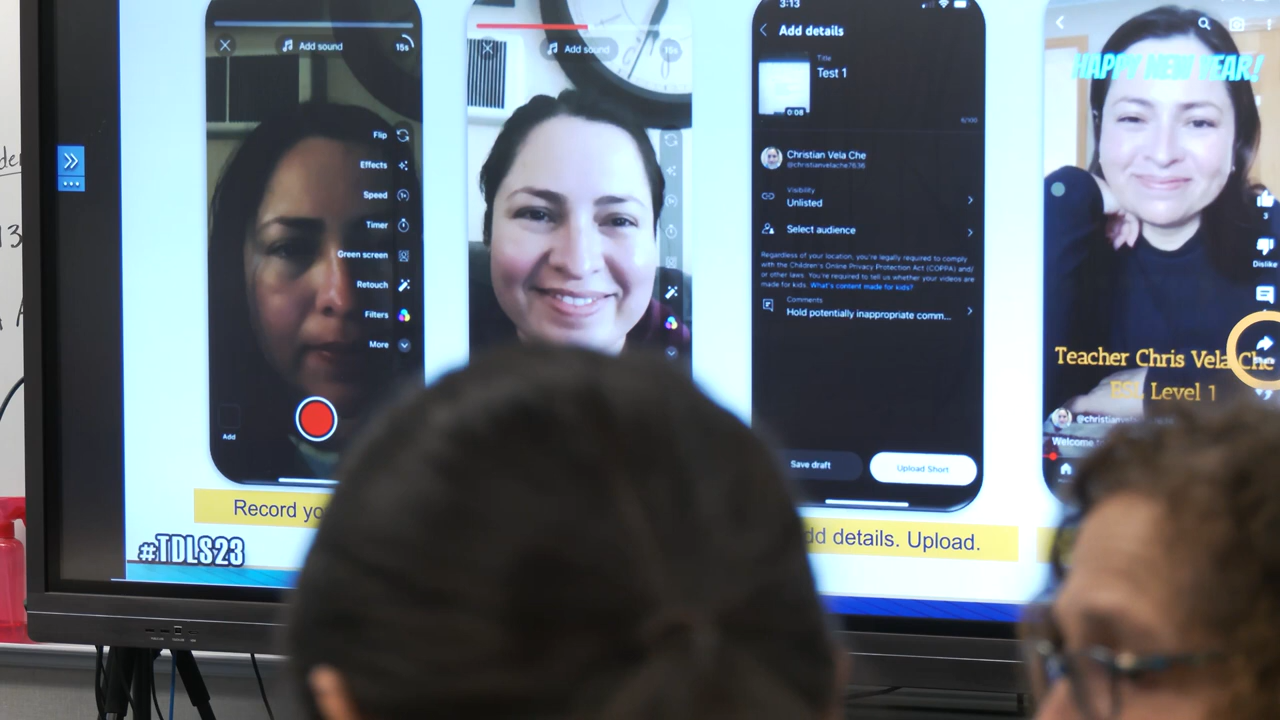 Add sound
15s
Flip
Effects
Speed
Timer
Green screen
Retouch
Filters
More
Add
Record
#TDLS23
Add sound
15s
3:13
Add details
Title
Test 1
0:08
6/100
Christian Vela Che
@christianvelache7636
Visibility
Unlisted
Select audience
Regardless of your location, you're legally required to comply
with the Children's Online Privacy Protection Act (COPPA) and/
or other laws. You're required to tell us whether your videos are
made for kids. What's content made for kids?
Comments
Hold potentially inappropriate comm...
Save draft
Upload Short
details. Upload.
HAPPY NEW YEAR!
3
Dislike
Teacher Chris Vela Che
ESL Level 1
Welcome